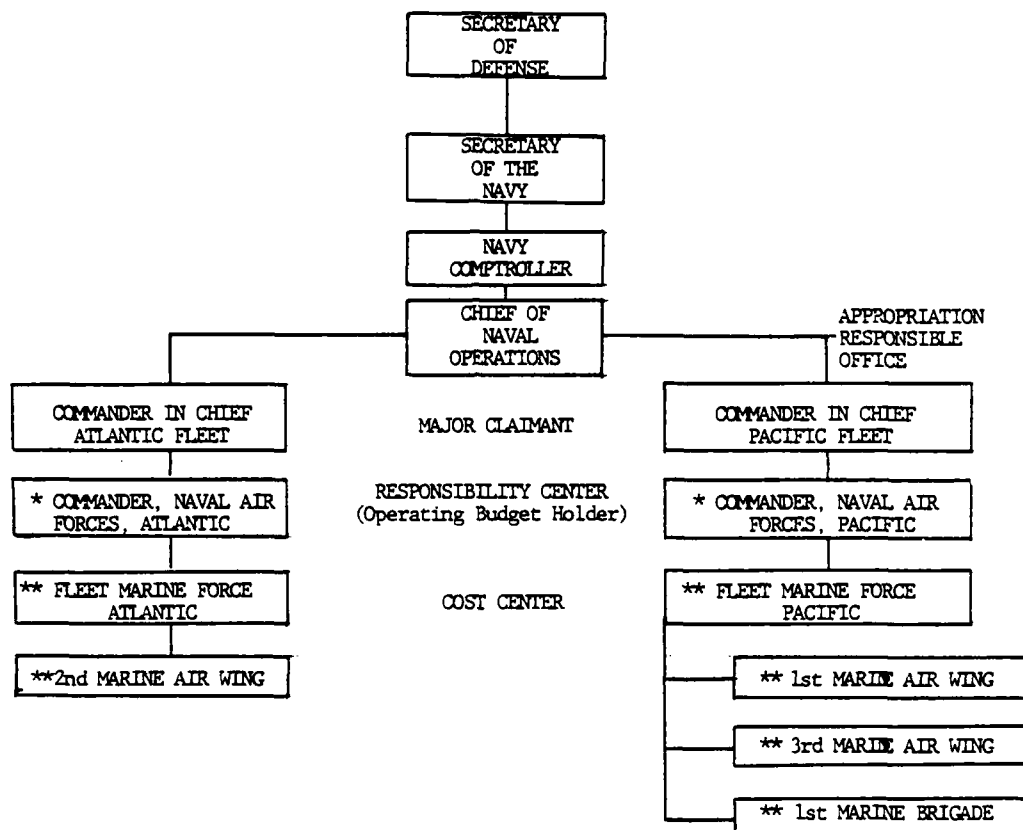 SECRETARY
OF
DEFENSE
SECRETARY
OF THE
NAVY
NAVY
COMPTROLLER
CHIEF OF
NAVAL
OPERATIONS
APPROPRIATION
RESPONSIBLE
OFFICE
COMMANDER IN CHIEF
ATLANTIC FLEET
MAJOR CLAIMANT
COMMANDER IN CHIEF
PACIFIC FLEET
* COMMANDER, NAVAL AIR
FORCES, ATLANTIC
RESPONSIBILITY CENTER
(Operating Budget Holder)
* COMMANDER, NAVAL AIR
FORCES, PACIFIC
** FLEET MARINE FORCE
ATLANTIC
COST CENTER
** FLEET MARINE FORCE
PACIFIC
**2nd MARINE AIR WING
** 1st MARINE AIR WING
** 3rd MARINE AIR WING
** 1st MARINE BRIGADE